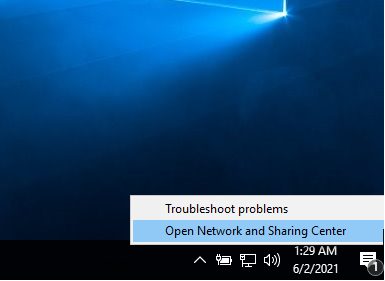 Troubleshoot problems
Open Network and Sharing Center
1:29 AM
6/2/2021
1